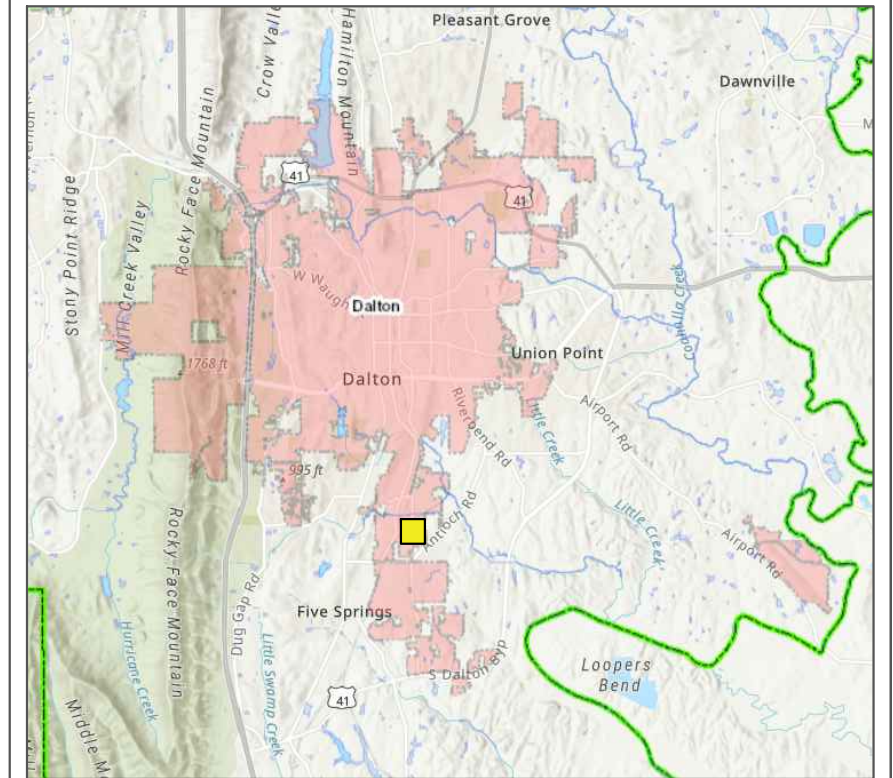 Pleasant Grove
Crow Valle
Hamilton Mountain
Dawnville
Rocky Face Mountain
41
41
Stony Point Ridge
Mill Creek Valley
W Waugh
Dalton
Coahulla Creek
Union Point
1768 ft
Dalton
Riverbend Rd
Little Creek
Airport Rd
995 ft
Antioch Rd
Little Creek
Airport Rd
Rocky Face Mountain
Dug Gap Rd
Five Springs
Hurricane Creek
Little Swamp Creek
S Dalton Byp
Loopers
Bend
41
Middle Mo